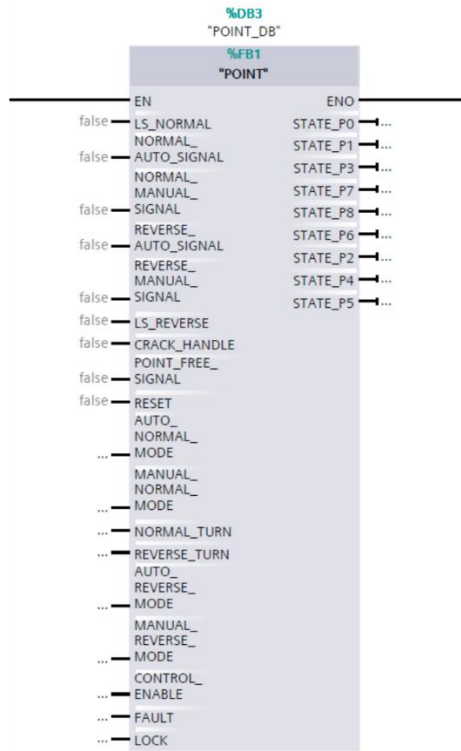 %DB3
"POINT_DB"
%FB1
"POINT"
EN ENO
false LS_NORMAL STATE_P0 ...
NORMAL_ STATE_P1 ...
false AUTO_SIGNAL
NORMAL_ STATE_P3 ...
MANUAL_ STATE_P7 ...
false SIGNAL STATE_P8 ...
REVERSE_ STATE_P6 ...
false AUTO_SIGNAL
REVERSE_ STATE_P2 ...
MANUAL_ STATE_P4 ...
false SIGNAL STATE_P5 ...
false LS_REVERSE
false CRACK_HANDLE
POINT_FREE_
false SIGNAL
false RESET
AUTO_
NORMAL_
... MODE
MANUAL_
NORMAL_
... MODE
... NORMAL_TURN
... REVERSE_TURN
AUTO_
REVERSE_
... MODE
MANUAL_
REVERSE_
... MODE
CONTROL_
... ENABLE
... FAULT
... LOCK